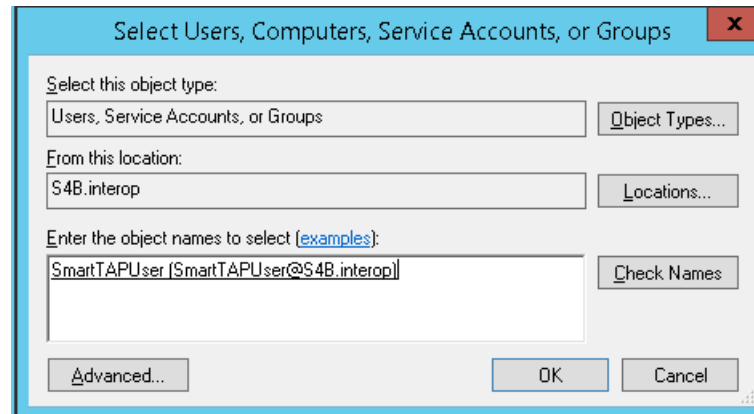 Select Users, Computers, Service Accounts, or Groups
x
Select this object type:
Users, Service Accounts, or Groups
Object Types...
From this location:
S4B.interop
Locations...
Enter the object names to select (examples):
SmartTAPUser (SmartTAPUser@S4B.interop)
Check Names
Advanced...
OK
Cancel